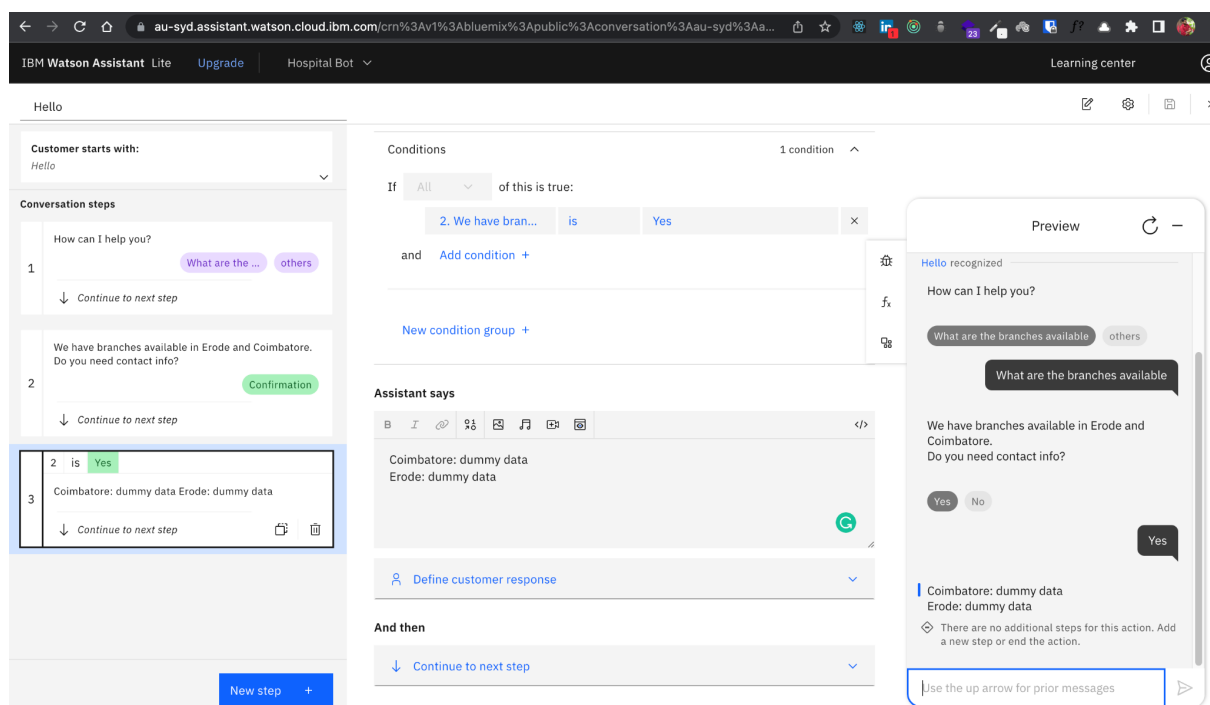 au-syd.assistant.watson.cloud.ibm.com/crn%3Av1%3Abluemix%3Apublic%3Aconversation%3Aau-syd%3Aa...
23
f?
IBM Watson Assistant Lite Upgrade Hospital Bot Learning center
Hello
Customer starts with:
Hello
Conversation steps
1
How can I help you?
What are the ... others
Continue to next step
2
We have branches available in Erode and Coimbatore.
Do you need contact info?
Confirmation
Continue to next step
3
2 is Yes
Coimbatore: dummy data Erode: dummy data
Continue to next step
New step +
Conditions 1 condition
If All of this is true:
2. We have bran... is Yes ×
and Add condition +
New condition group +
Assistant says
B I </>
Coimbatore: dummy data
Erode: dummy data
Define customer response
And then
Continue to next step
fx
Preview
Hello recognized
How can I help you?
What are the branches available others
What are the branches available
We have branches available in Erode and
Coimbatore.
Do you need contact info?
Yes No
Yes
Coimbatore: dummy data
Erode: dummy data
There are no additional steps for this action. Add
a new step or end the action.
Use the up arrow for prior messages